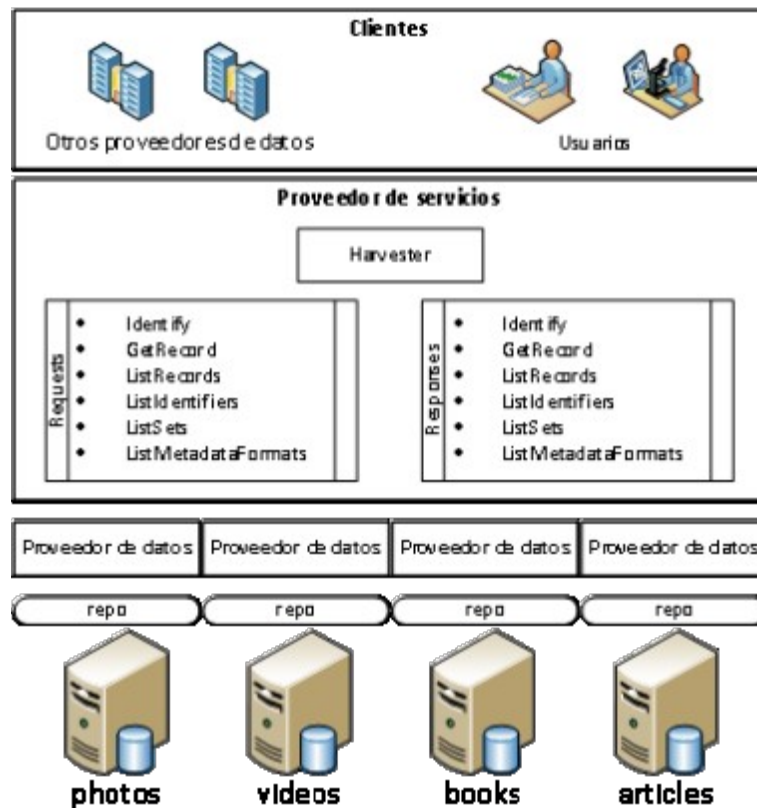 Clientes
Otros proveedores de datos
Usuarios
Proveedor de servicios
Harvester
Requests
• Identify
• GetRecord
• ListRecords
• ListIdentifiers
• ListSets
• ListMetadataFormats
Responses
• Identify
• GetRecord
• ListRecords
• ListIdentifiers
• ListSets
• ListMetadataFormats
Proveedor de datos
Proveedor de datos
Proveedor de datos
Proveedor de datos
repo
repo
repo
repo
photos
videos
books
articles